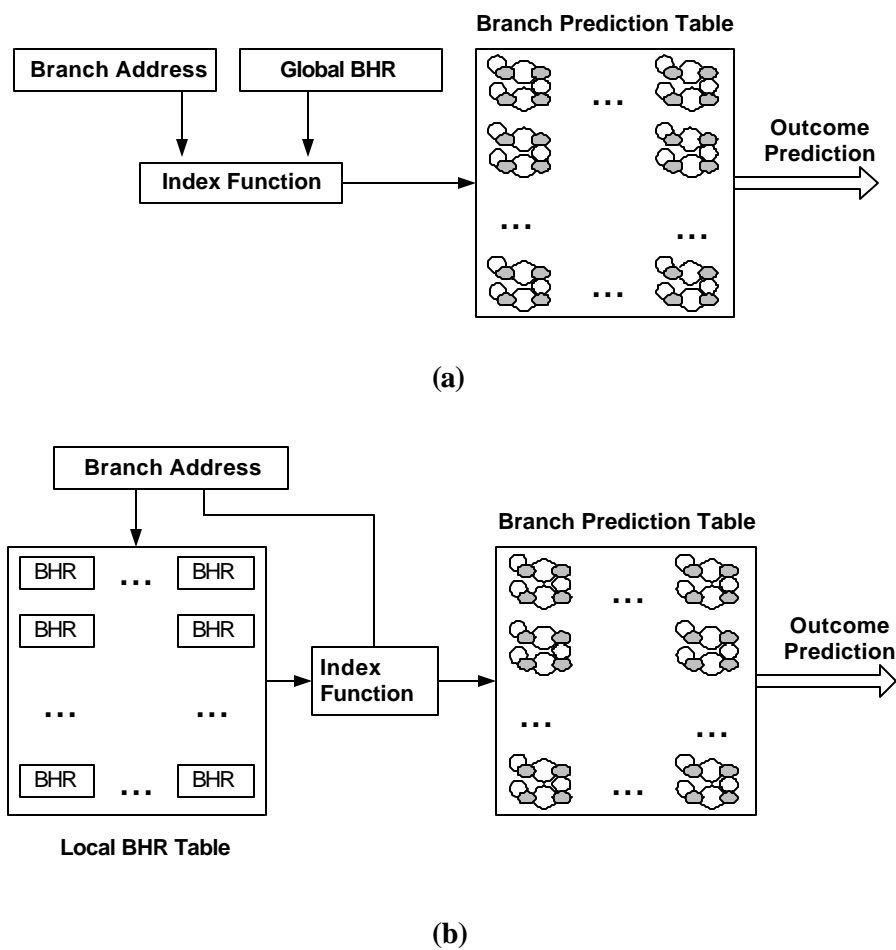 Branch Prediction Table
Branch Address
Global BHR
...
Outcome
Prediction
Index Function
...
...
...
(a)
Branch Address
Branch Prediction Table
BHR
...
BHR
...
BHR
BHR
Outcome
Prediction
Index
Function
...
...
...
...
BHR
...
BHR
...
Local BHR Table
(b)